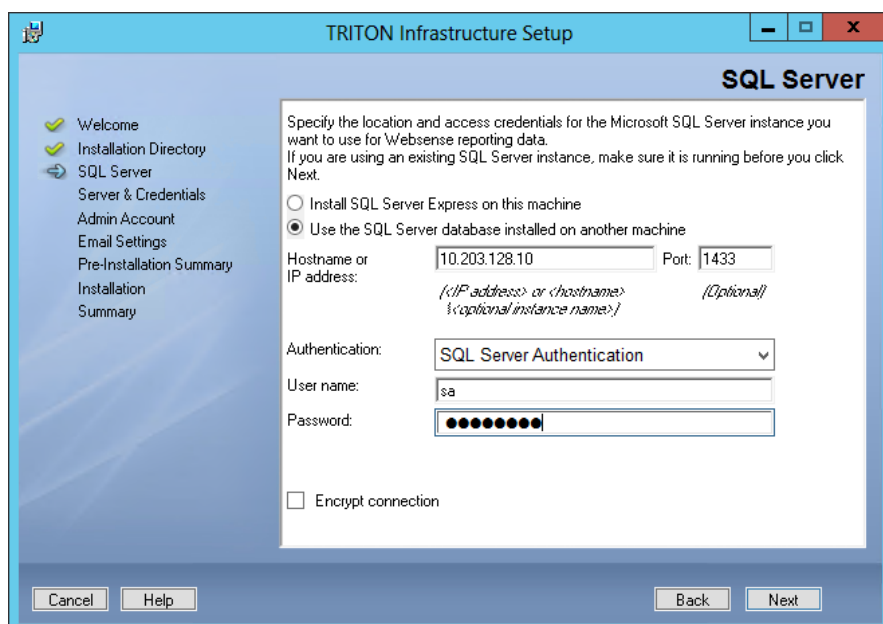 TRITON Infrastructure Setup
SQL Server
Welcome
Installation Directory
SQL Server
Server & Credentials
Admin Account
Email Settings
Pre-Installation Summary
Installation
Summary
Specify the location and access credentials for the Microsoft SQL Server instance you
want to use for Websense reporting data.
If you are using an existing SQL Server instance, make sure it is running before you click
Next.
Install SQL Server Express on this machine
Use the SQL Server database installed on another machine
Hostname or
IP address:
10.203.128.10
Port: 1433
(<IP address> or <hostname>
\<optional instance name>)
(Optional)
Authentication:
SQL Server Authentication
User name:
sa
Password:
Encrypt connection
Cancel
Help
Back
Next